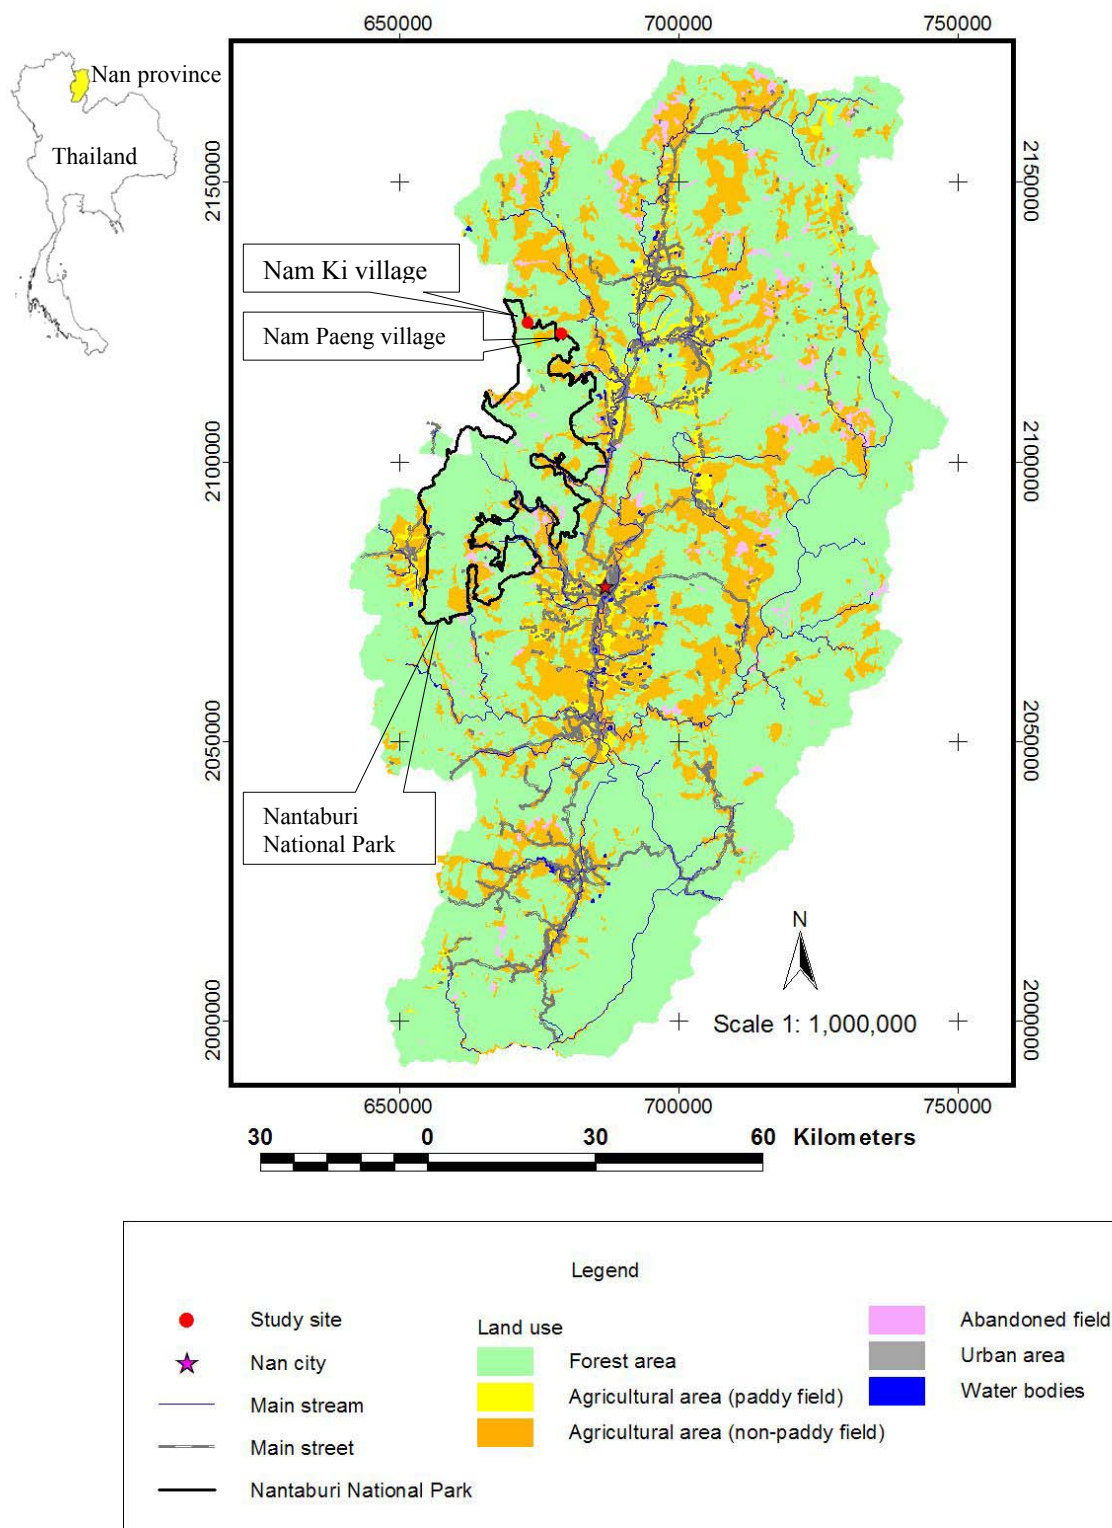 650000
700000
750000
Nan province
Thailand
2150000
2150000
Nam Ki village
Nam Paeng village
2100000
2100000
2050000
2050000
Nantaburi
National Park
N
2000000
2000000
Scale 1: 1,000,000
650000
700000
750000
30
0
30
60
Kilometers
Legend
Study site
Nan city
Main stream
Main street
Nantaburi National Park
Land use
Forest area
Agricultural area (paddy field)
Agricultural area (non-paddy field)
Abandoned field
Urban area
Water bodies